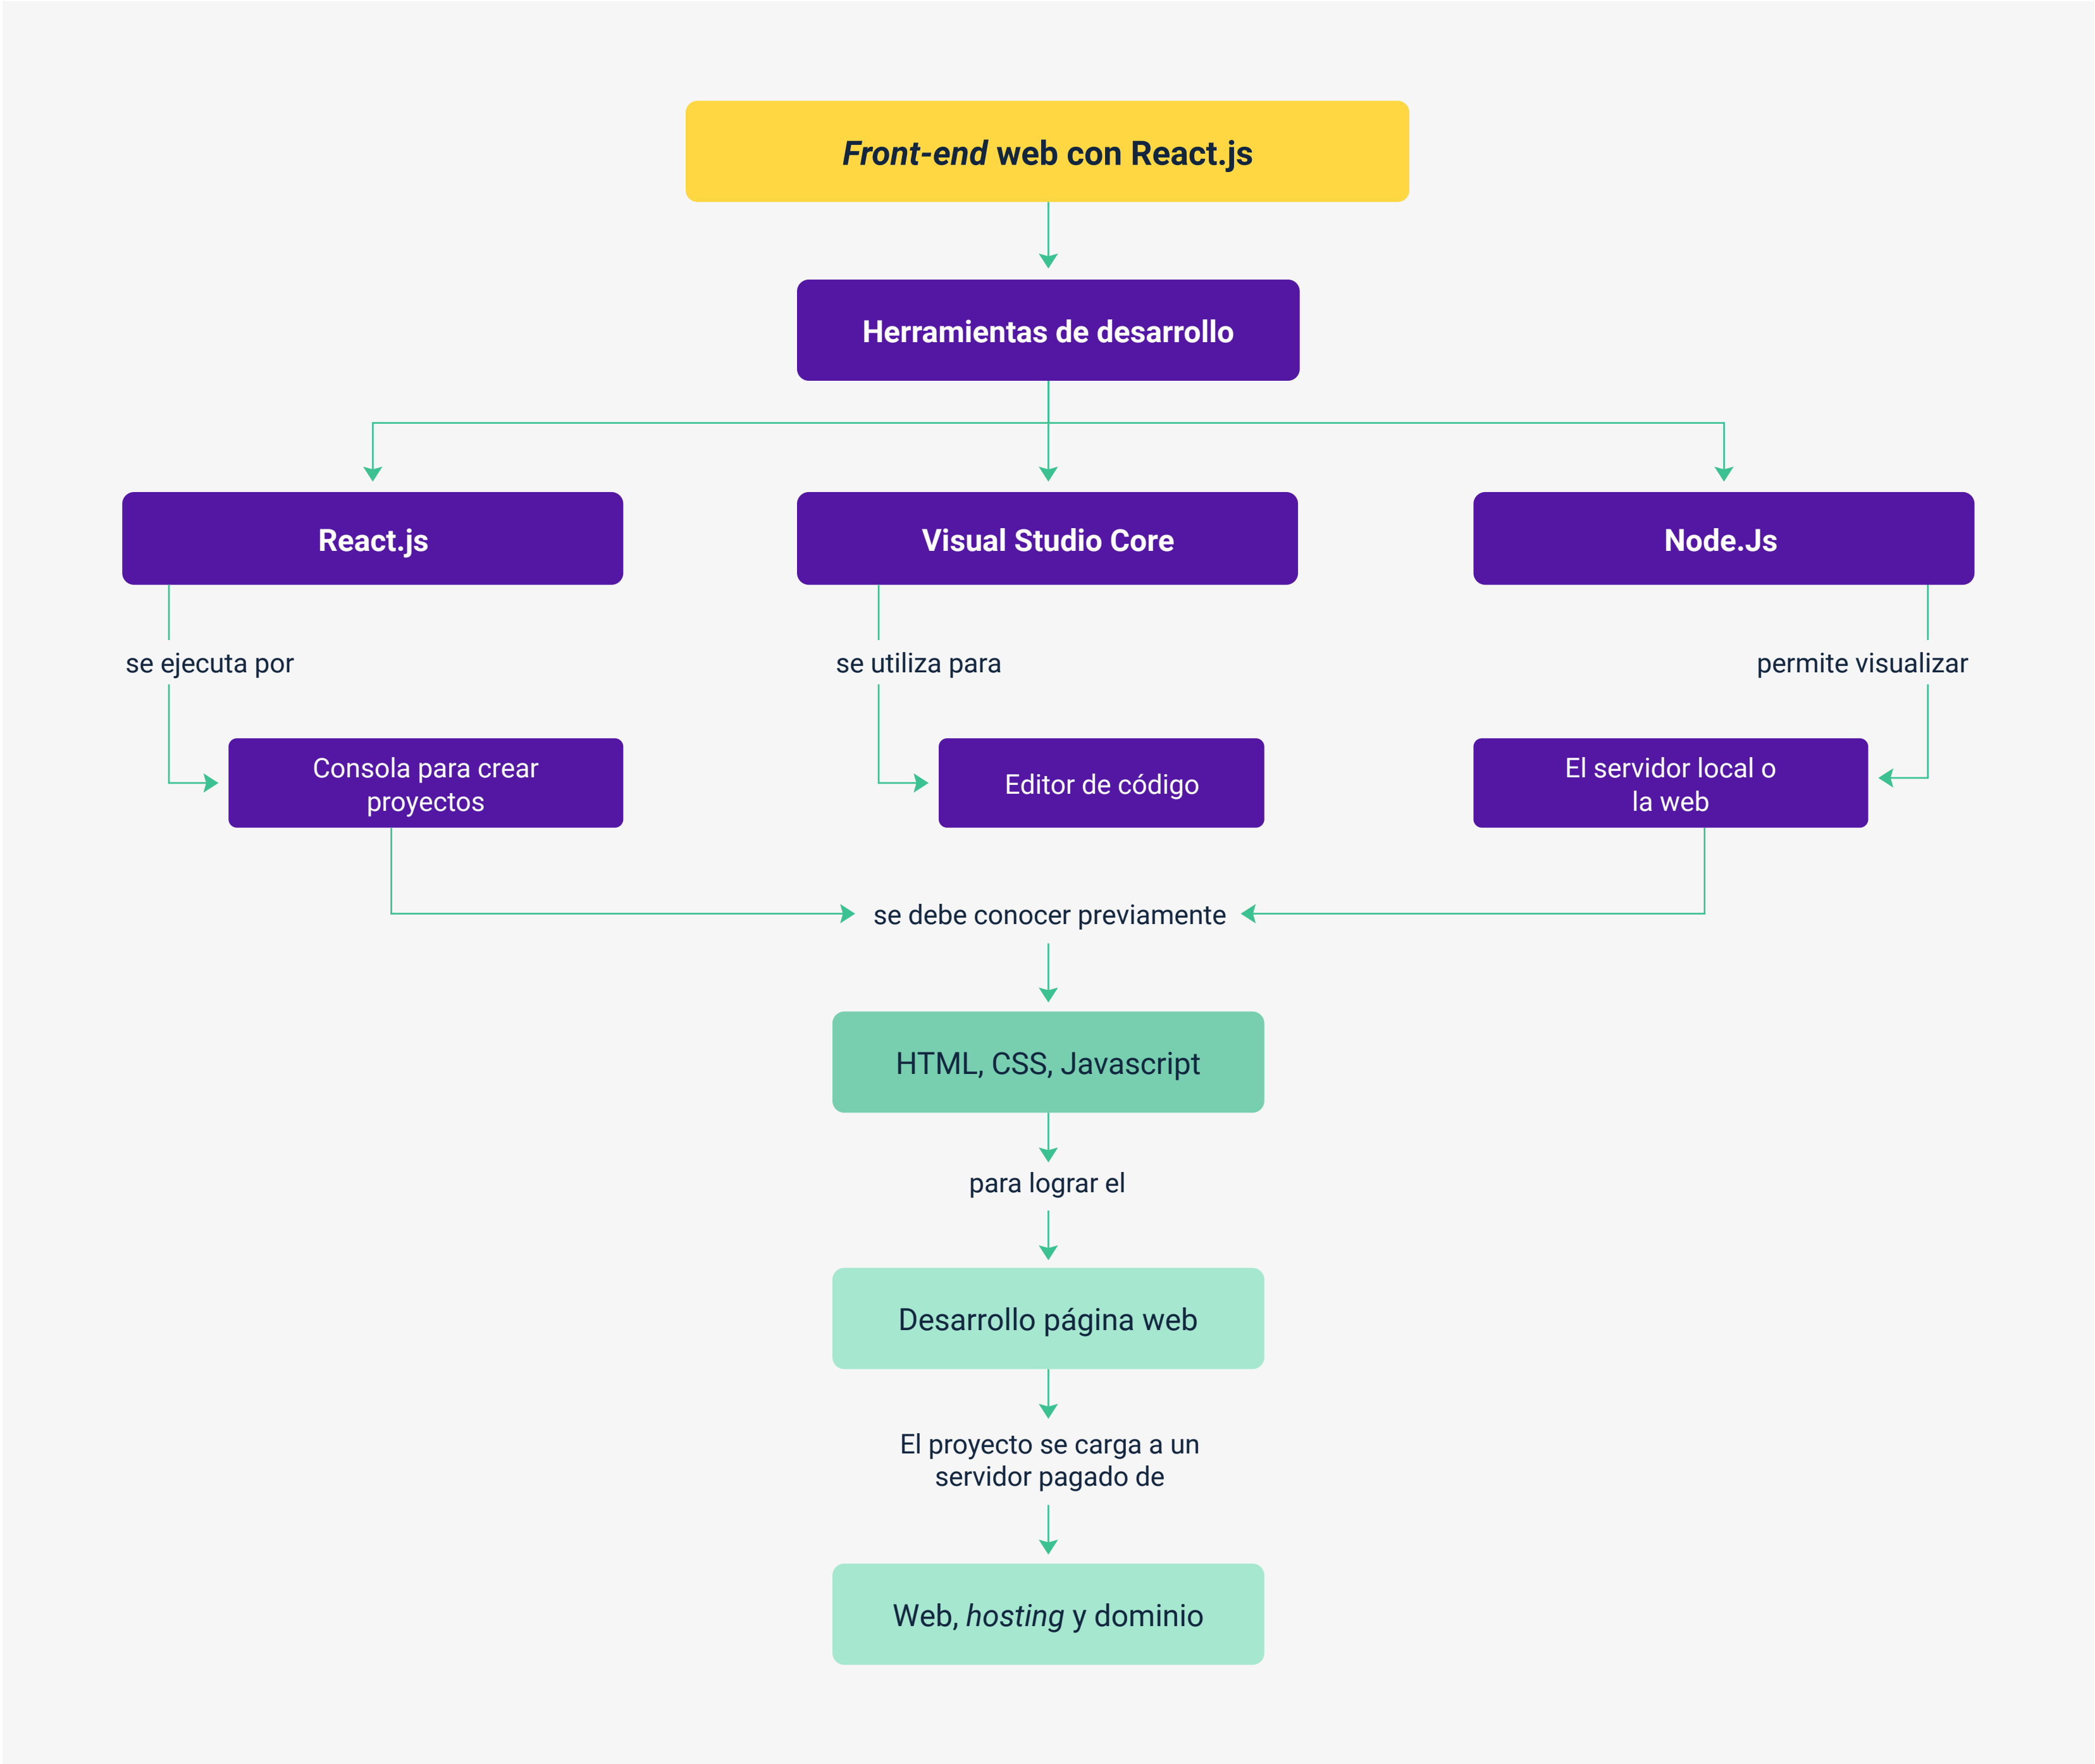 Front-end web con React.js
Herramientas de desarrollo
React.js
Visual Studio Core
Node.Js
se ejecuta por
se utiliza para
permite visualizar
Consola para crear
proyectos
Editor de código
El servidor local o
la web
se debe conocer previamente
HTML, CSS, Javascript
para lograr el
Desarrollo página web
El proyecto se carga a un
servidor pagado de
Web, hosting y dominio